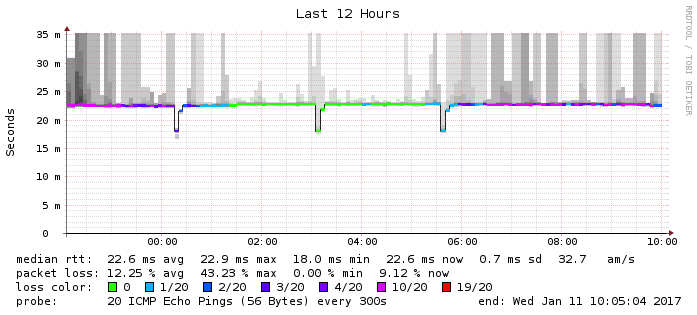 Last 12 Hours
RRDTOOL / TOBI OETIKER
Seconds
35 m
30 m
25 m
20 m
15 m
10 m
5 m
0
00:00 02:00 04:00 06:00 08:00 10:00
median rtt: 22.6 ms avg 22.9 ms max 18.0 ms min 22.6 ms now 0.7 ms sd 32.7 am/s
packet loss: 12.25 % avg 43.23 % max 0.00 % min 9.12 % now
loss color: 0 1/20 2/20 3/20 4/20 10/20 19/20
probe: 20 ICMP Echo Pings (56 Bytes) every 300s end: Wed Jan 11 10:05:04 2017